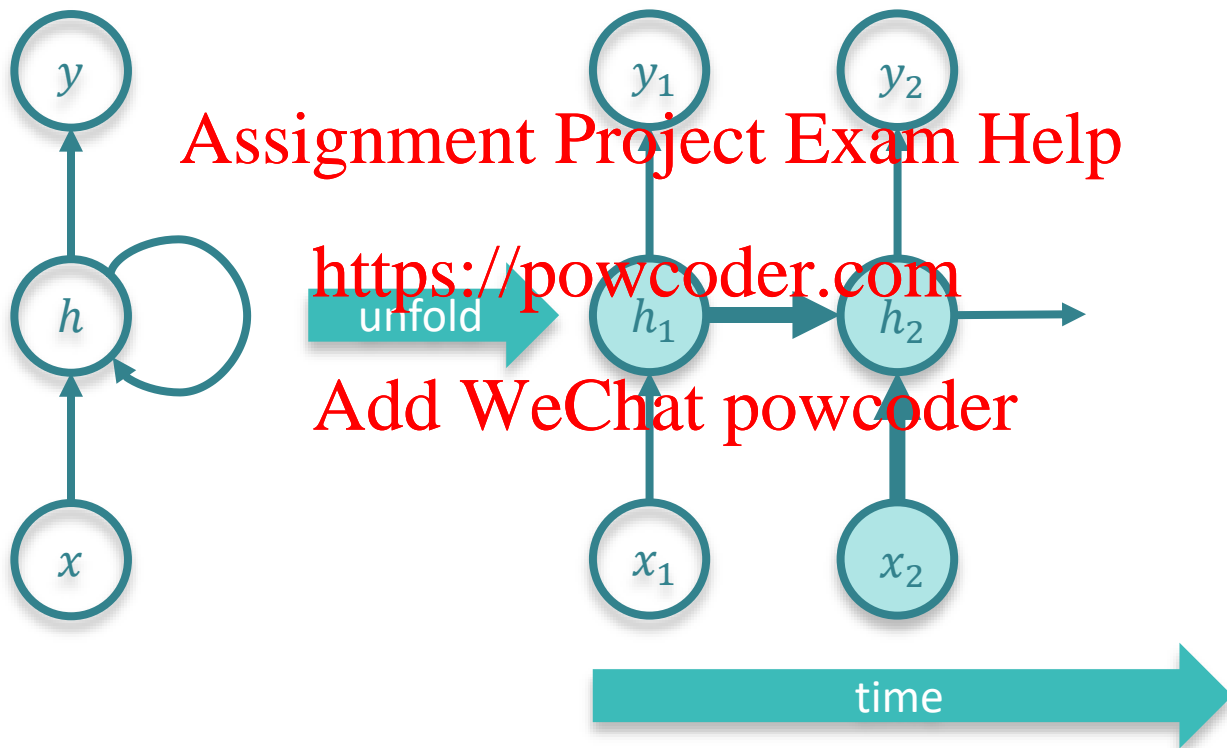 y
y₁
y₂
Assignment Project Exam Help
https://powcoder.com
unfold
h
h₁
h₂
Add WeChat powcoder
x
x₁
x₂
time